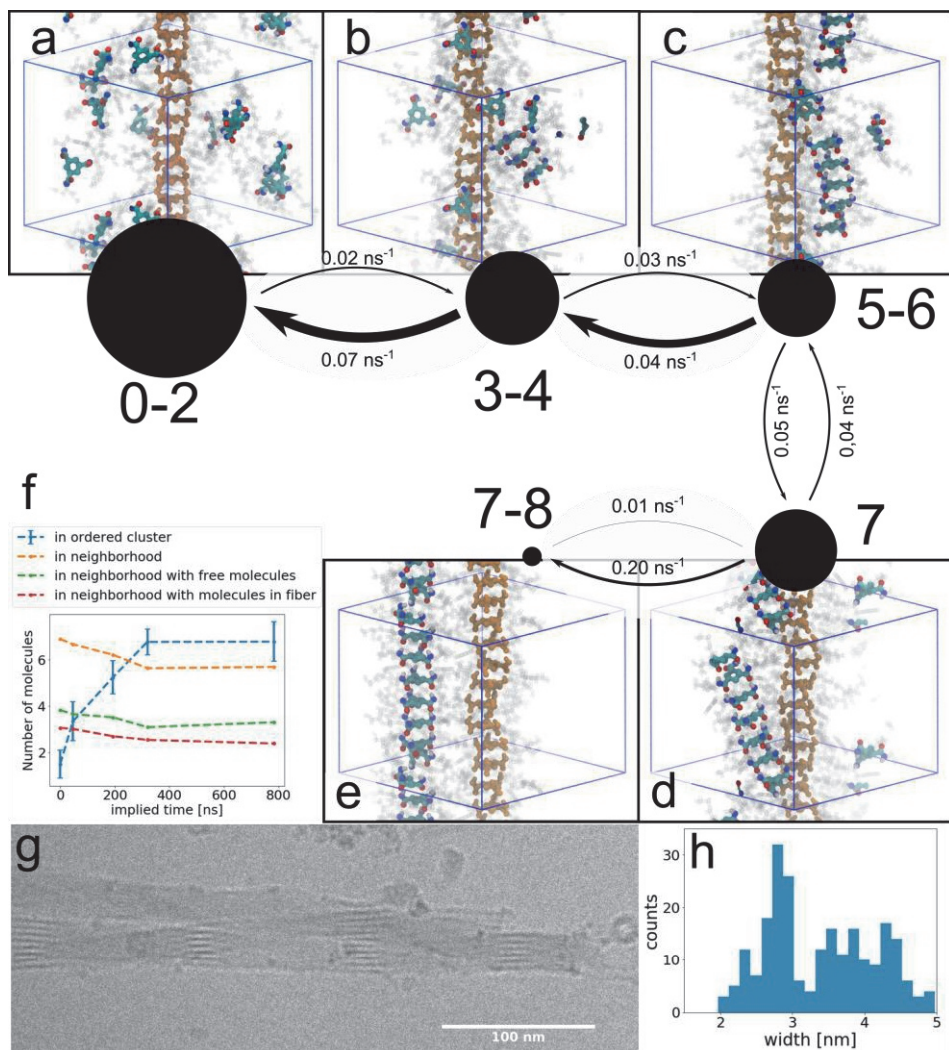 a
b
c
0.02 ns⁻¹
0.03 ns⁻¹
0.07 ns⁻¹
0.04 ns⁻¹
0-2
3-4
5-6
0.05 ns⁻¹
0,04 ns⁻¹
7-8
0.01 ns⁻¹
0.20 ns⁻¹
7
f
in ordered cluster
in neighborhood
in neighborhood with free molecules
in neighborhood with molecules in fiber
Number of molecules
6
4
2
0 200 400 600 800
implied time [ns]
e
d
g
100 nm
h
counts
30
20
10
0
2 3 4 5
width [nm]